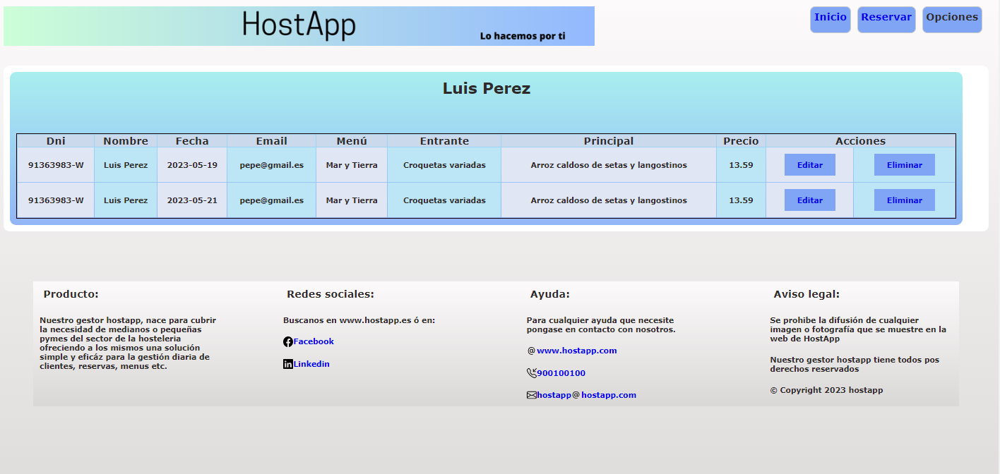 HostApp
Lo hacemos por ti
Inicio Reservar Opciones
Luis Perez
Dni Nombre Fecha Email Menú Entrante Principal Precio Acciones
91363983-W Luis Perez 2023-05-19 pepe@gmail.es Mar y Tierra Croquetas variadas Arroz caldoso de setas y langostinos 13.59 Editar Eliminar
91363983-W Luis Perez 2023-05-21 pepe@gmail.es Mar y Tierra Croquetas variadas Arroz caldoso de setas y langostinos 13.59 Editar Eliminar
Producto:
Nuestro gestor hostapp, nace para cubrir
la necesidad de medianos o pequeñas
pymes del sector de la hosteleria
ofreciendo a los mismos una solución
simple y eficáz para la gestión diaria de
clientes, reservas, menus etc.
Redes sociales:
Buscanos en www.hostapp.es ó en:
Facebook
Linkedin
Ayuda:
Para cualquier ayuda que necesite
pongase en contacto con nosotros.
@www.hostapp.com
900100100
hostapp@hostapp.com
Aviso legal:
Se prohibe la difusión de cualquier
imagen o fotografía que se muestre en la
web de HostApp
Nuestro gestor hostapp tiene todos pos
derechos reservados
© Copyright 2023 hostapp